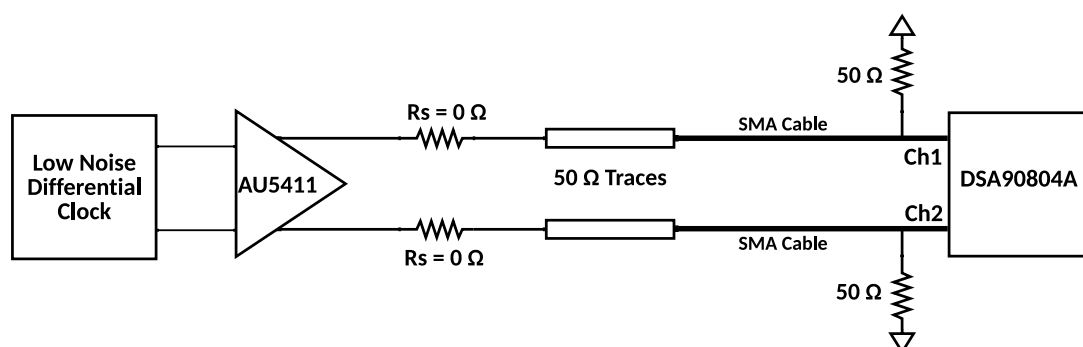 50 Ω
Rs = 0 Ω
SMA Cable
Low Noise
Differential
Clock
AU5411
50 Ω Traces
Ch1
DSA90804A
Ch2
Rs = 0 Ω
SMA Cable
50 Ω